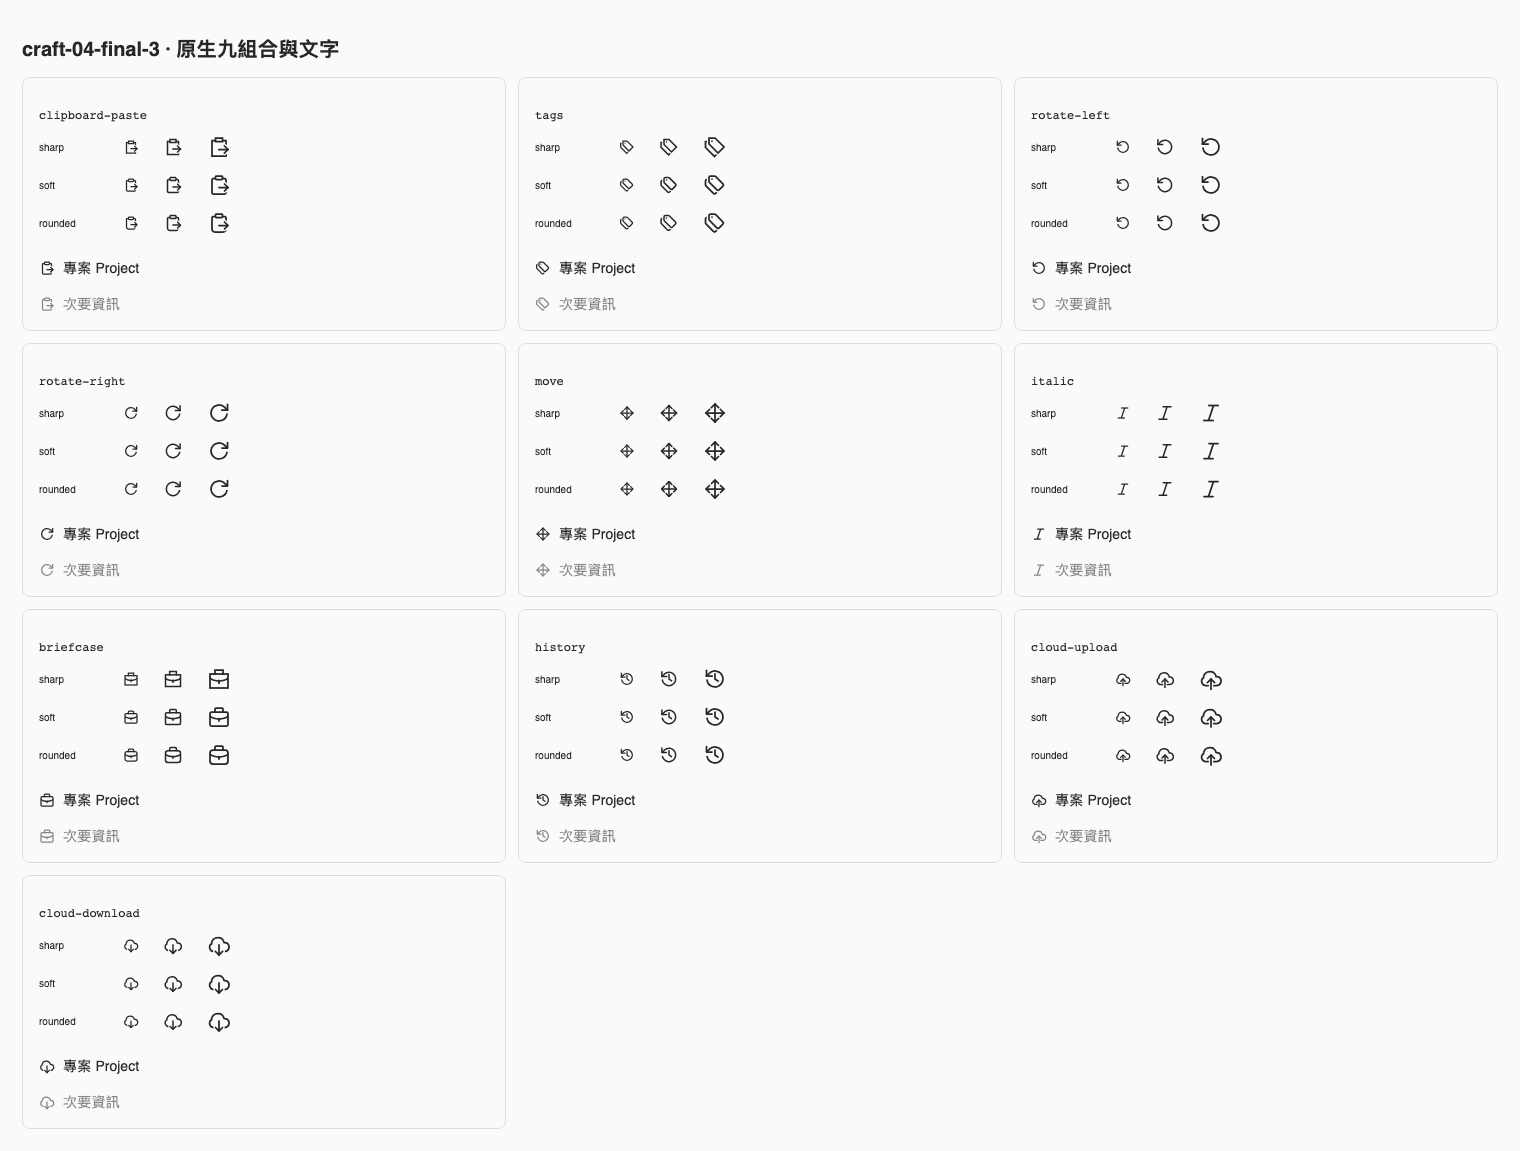 craft-04-final-3 · 原生九組合與文字
clipboard-paste
sharp
soft
rounded
專案 Project
次要資訊
tags
sharp
soft
rounded
專案 Project
次要資訊
rotate-left
sharp
soft
rounded
專案 Project
次要資訊
rotate-right
sharp
soft
rounded
專案 Project
次要資訊
move
sharp
soft
rounded
專案 Project
次要資訊
italic
sharp
soft
rounded
專案 Project
次要資訊
briefcase
sharp
soft
rounded
專案 Project
次要資訊
history
sharp
soft
rounded
專案 Project
次要資訊
cloud-upload
sharp
soft
rounded
專案 Project
次要資訊
cloud-download
sharp
soft
rounded
專案 Project
次要資訊